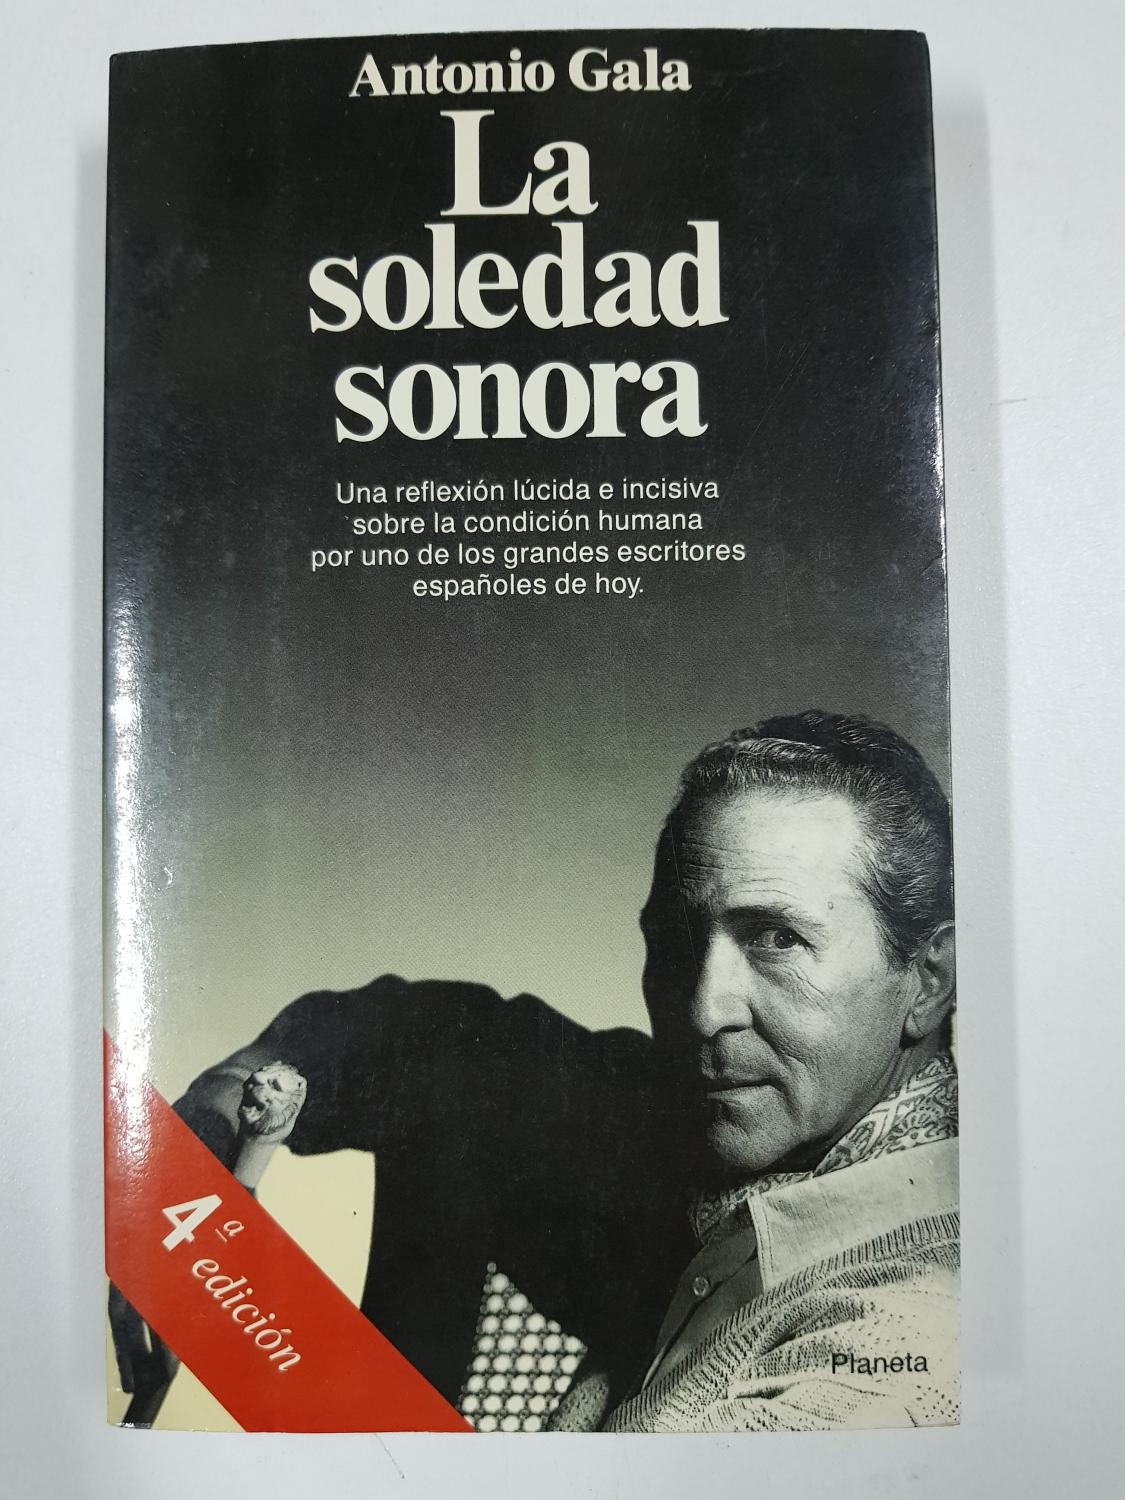 Antonio Gala
La
soledad
sonora
Una reflexión lúcida e incisiva
sobre la condición humana
por uno de los grandes escritores
españoles de hoy.
4ª
edición
Planeta